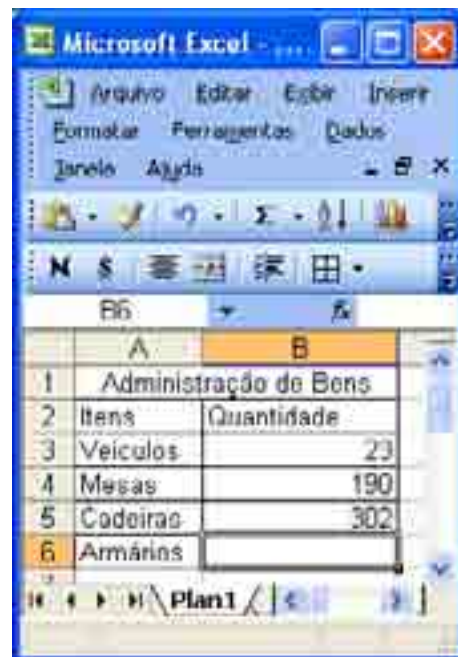 Microsoft Excel - ....
Arquivo Editar Exibir Inserir
Formatar Ferramentas Dados
Janela Ajuda
N $
B6 fx
A B
1 Administração de Bens
2 Itens Quantidade
3 Veículos 23
4 Mesas 190
5 Cadeiras 302
6 Armários
Plan1